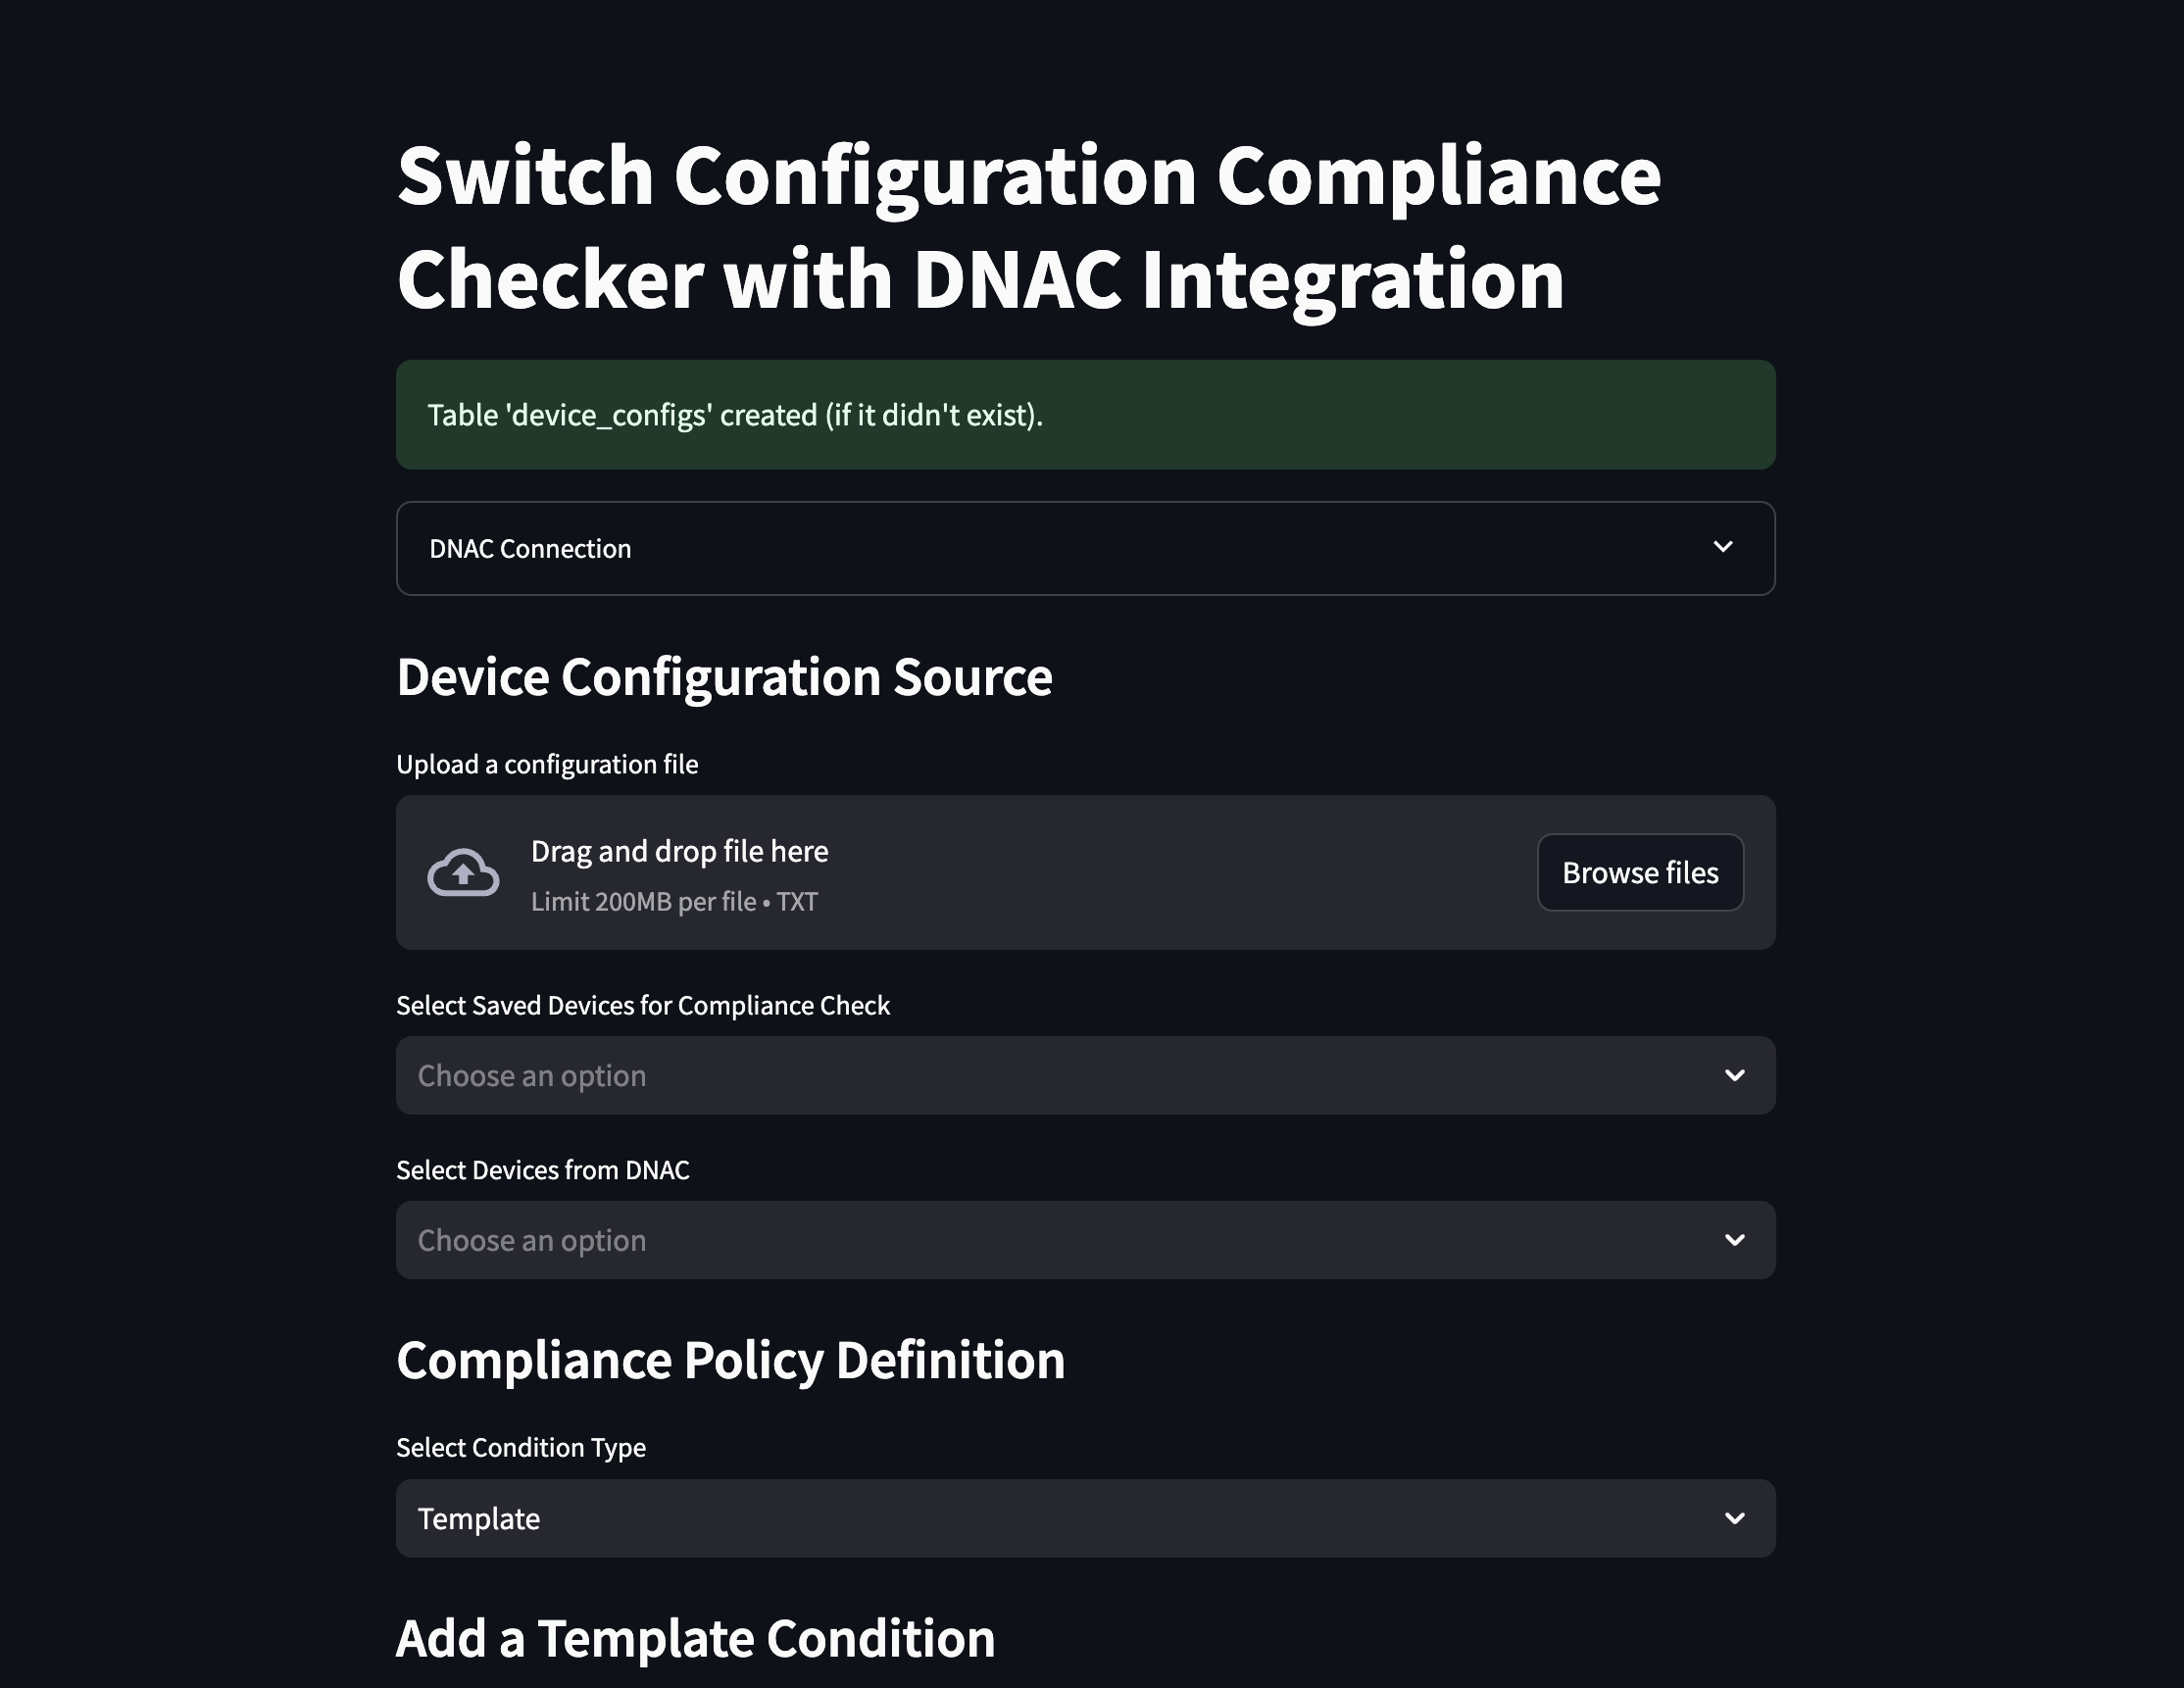 Switch Configuration Compliance
Checker with DNAC Integration
Table 'device_configs' created (if it didn't exist).
DNAC Connection
Device Configuration Source
Upload a configuration file
Drag and drop file here
Limit 200MB per file • TXT
Browse files
Select Saved Devices for Compliance Check
Choose an option
Select Devices from DNAC
Choose an option
Compliance Policy Definition
Select Condition Type
Template
Add a Template Condition